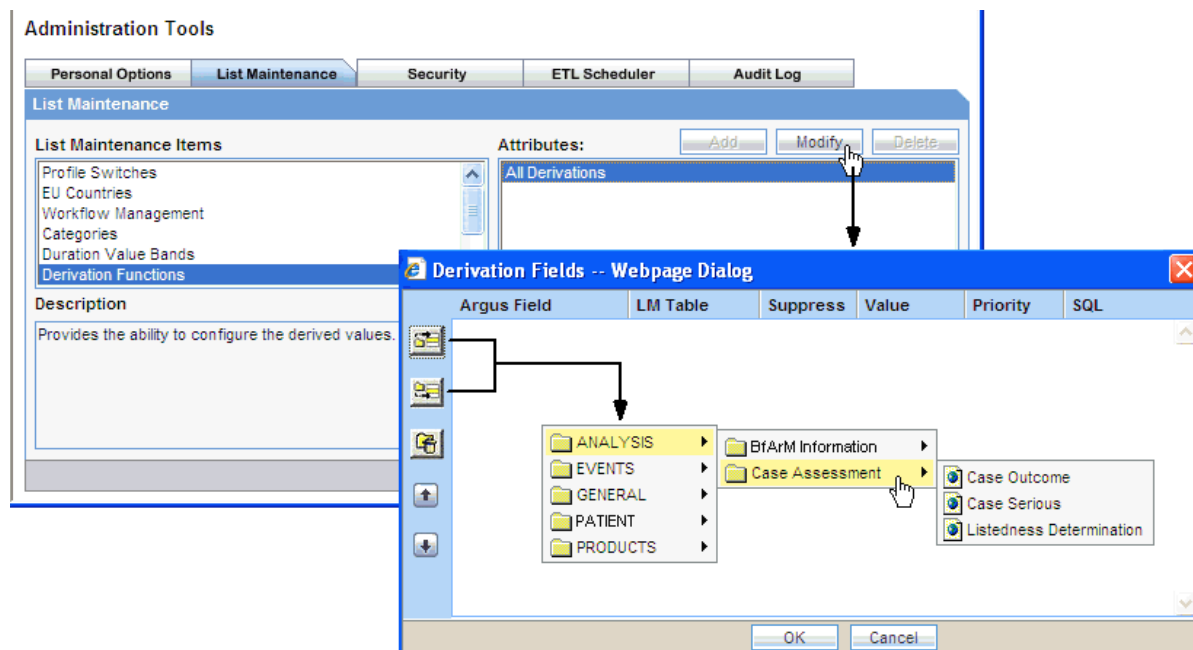 Administration Tools
Personal Options List Maintenance Security ETL Scheduler Audit Log
List Maintenance
List Maintenance Items
Attributes: Add Modify Delete
Profile Switches
EU Countries
Workflow Management
Categories
Duration Value Bands
Derivation Functions
All Derivations
Description
Provides the ability to configure the derived values.
Derivation Fields -- Webpage Dialog
Argus Field LM Table Suppress Value Priority SQL
ANALYSIS
EVENTS
GENERAL
PATIENT
PRODUCTS
BfArM Information
Case Assessment
Case Outcome
Case Serious
Listedness Determination
OK Cancel